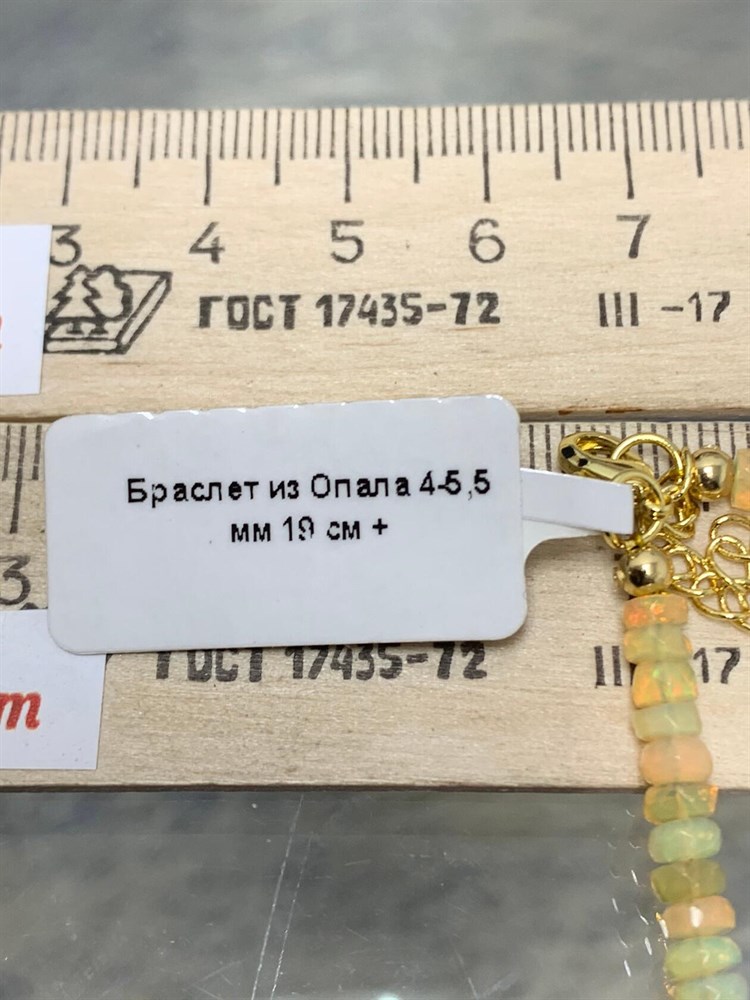 3 4 5 6 7
ГОСТ 17435-72 III -17
Браслет из Опала 4-5,5
мм 19 см +
3
ГОСТ 17435-72 17